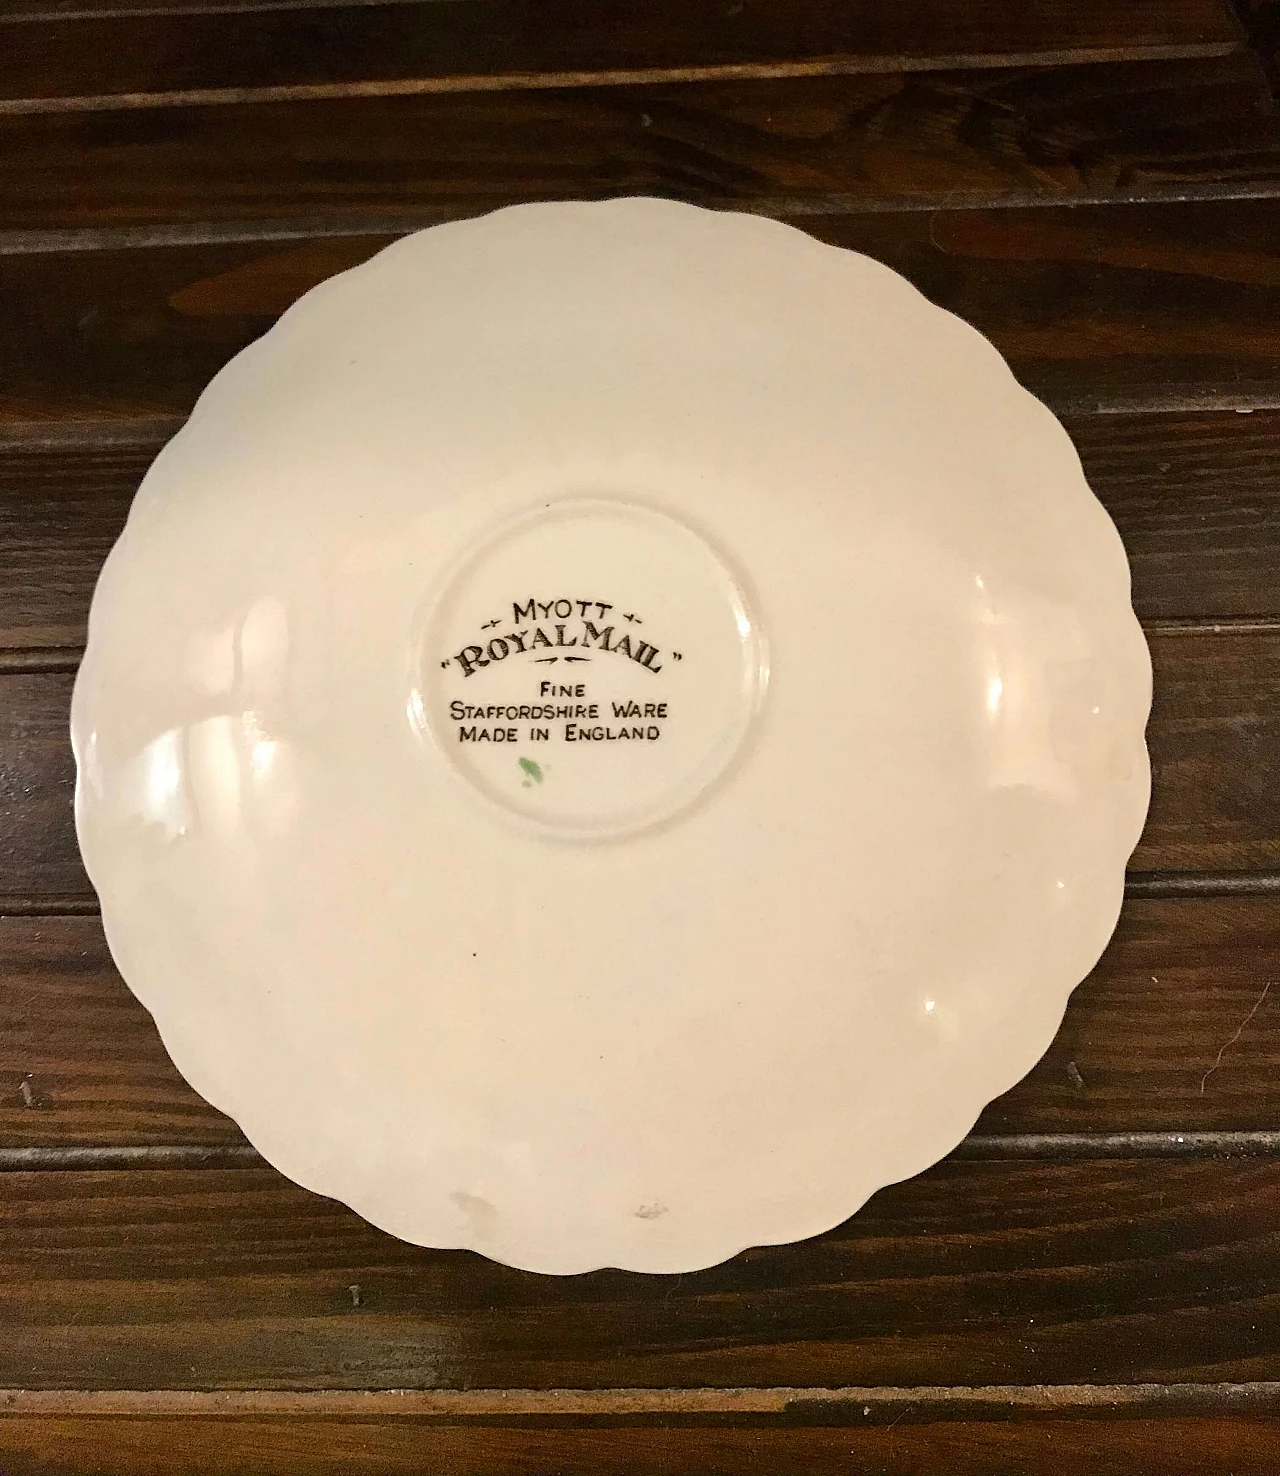 MYOTT
"ROYAL MAIL"
FINE
STAFFORDSHIRE WARE
MADE IN ENGLAND